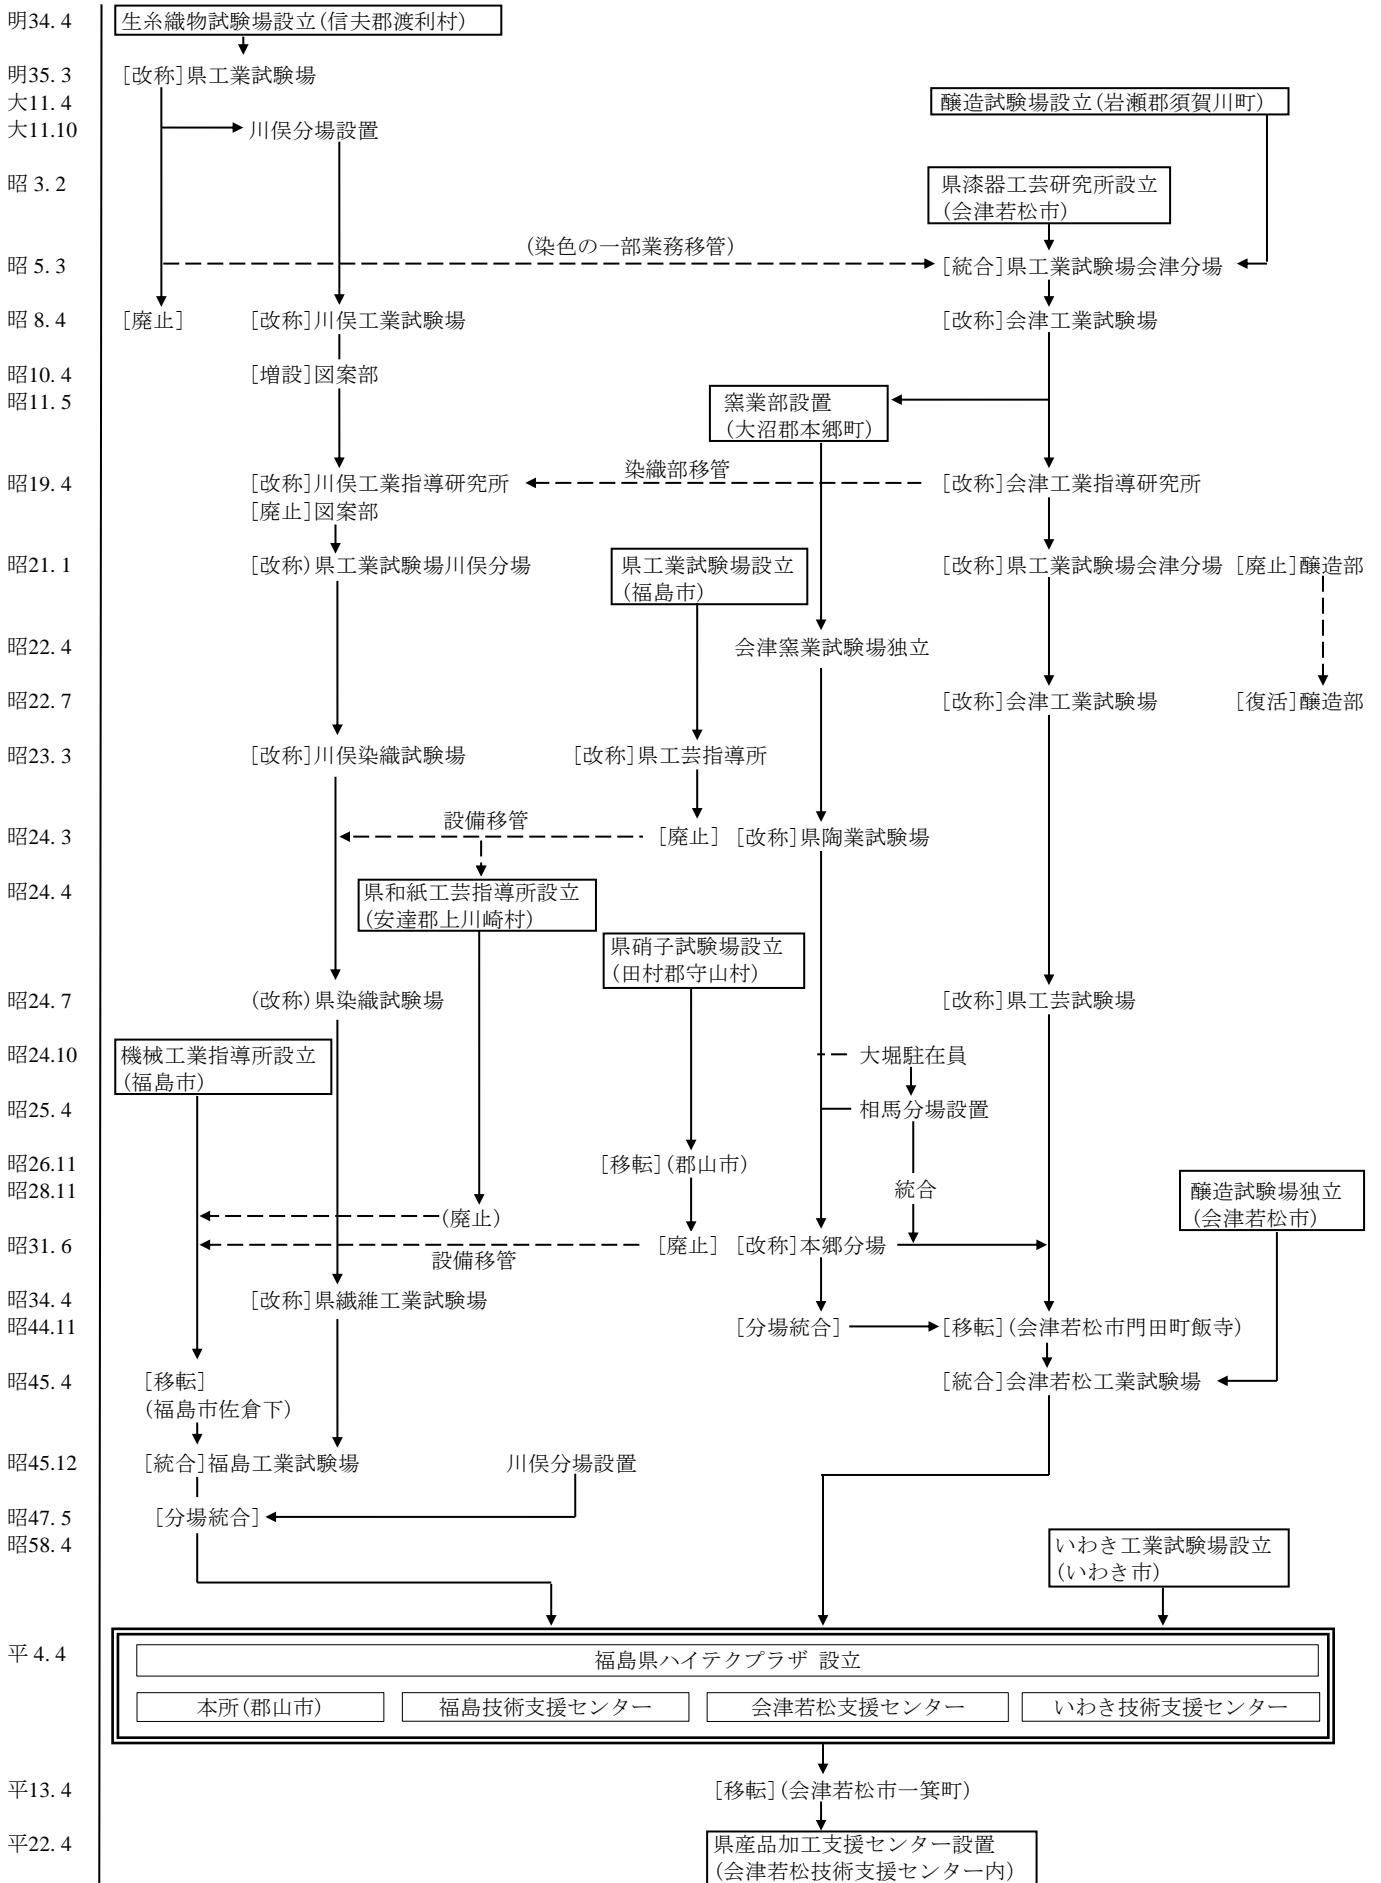 明34. 4
生糸織物試験場設立(信夫郡渡利村)
明35. 3
[改称]県工業試験場
大11. 4
醸造試験場設立(岩瀬郡須賀川町)
大11.10
川俣分場設置
昭 3. 2
県漆器工芸研究所設立
(会津若松市)
(染色の一部業務移管)
昭 5. 3
[統合]県工業試験場会津分場
昭 8. 4
[廃止]
[改称]川俣工業試験場
[改称]会津工業試験場
昭10. 4
[増設]図案部
昭11. 5
窯業部設置
(大沼郡本郷町)
染織部移管
昭19. 4
[改称]川俣工業指導研究所
[改称]会津工業指導研究所
[廃止]図案部
昭21. 1
[改称)県工業試験場川俣分場
県工業試験場設立
(福島市)
[改称]県工業試験場会津分場
[廃止]醸造部
昭22. 4
会津窯業試験場独立
昭22. 7
[改称]会津工業試験場
[復活]醸造部
昭23. 3
[改称]川俣染織試験場
[改称]県工芸指導所
設備移管
昭24. 3
[廃止]
[改称]県陶業試験場
昭24. 4
県和紙工芸指導所設立
(安達郡上川崎村)
県硝子試験場設立
(田村郡守山村)
昭24. 7
(改称)県染織試験場
[改称]県工芸試験場
昭24.10
機械工業指導所設立
(福島市)
大堀駐在員
昭25. 4
相馬分場設置
昭26.11
[移転](郡山市)
昭28.11
統合
醸造試験場独立
(会津若松市)
(廃止)
昭31. 6
設備移管
[廃止]
[改称]本郷分場
昭34. 4
[改称]県繊維工業試験場
昭44.11
[分場統合]
[移転](会津若松市門田町飯寺)
昭45. 4
[移転]
(福島市佐倉下)
[統合]会津若松工業試験場
昭45.12
[統合]福島工業試験場
川俣分場設置
昭47. 5
[分場統合]
昭58. 4
いわき工業試験場設立
(いわき市)
平 4. 4
福島県ハイテクプラザ 設立
本所(郡山市)
福島技術支援センター
会津若松支援センター
いわき技術支援センター
平13. 4
[移転](会津若松市一箕町)
平22. 4
県産品加工支援センター設置
(会津若松技術支援センター内)